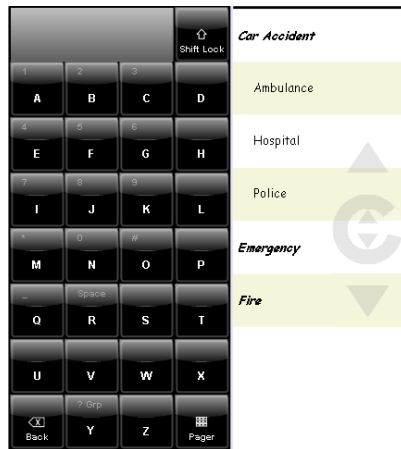 Shift Lock
1 2 3
A B C D
4 5 6
E F G H
7 8 9
I J K L
* 0 #
M N O P
_ Space
Q R S T
U V W X
? Grp
Back Y Z Pager
Car Accident
Ambulance
Hospital
Police
Emergency
Fire